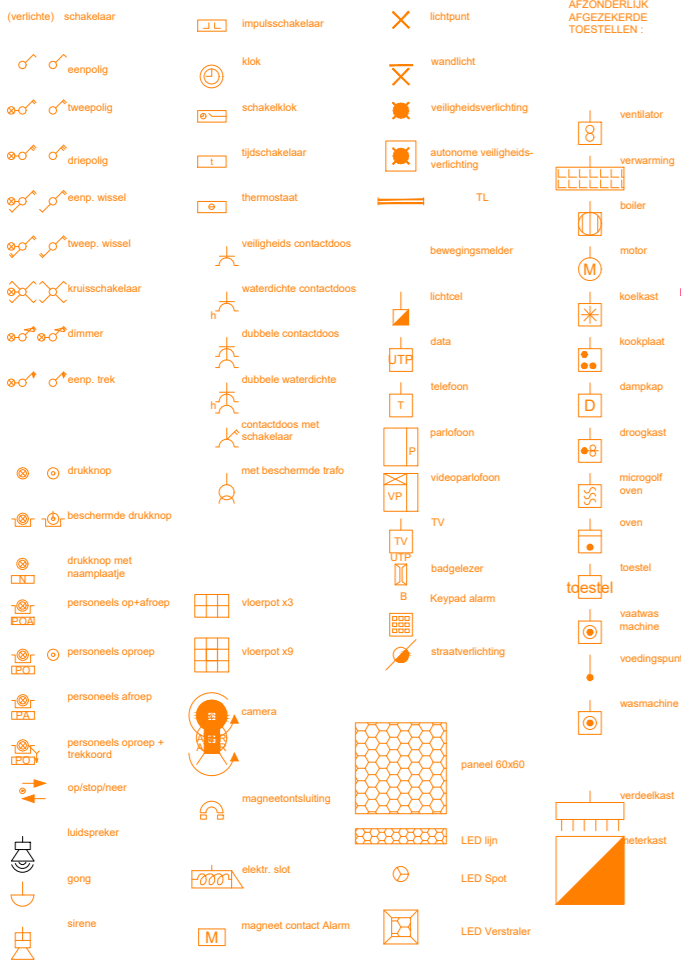 (verlichte) schakelaar
eenpolig
tweepolig
driepolig
eenp. wissel
tweep. wissel
kruisschakelaar
dimmer
eenp. trek
drukknop
beschermde drukknop
drukknop met
naamplaatje
N
personeels op+afroep
POA
personeels oproep
PO
personeels afroep
PA
personeels oproep +
trekkoord
PO
op/stop/neer
luidspreker
gong
sirene
impulsschakelaar
klok
schakelklok
tijdschakelaar
t
thermostaat
veiligheids contactdoos
waterdichte contactdoos
h
dubbele contactdoos
dubbele waterdichte
h
contactdoos met
schakelaar
met beschermde trafo
vloerpot x3
vloerpot x9
camera
magneetontsluiting
elektr. slot
magneet contact Alarm
M
lichtpunt
wandlicht
veiligheidsverlichting
autonome veiligheids-
verlichting
TL
bewegingsmelder
lichtcel
data
UTP
telefoon
T
parlofoon
P
videoparlofoon
VP
TV
TV
UTP
badgelezer
B
Keypad alarm
straatverlichting
paneel 60x60
LED lijn
LED Spot
LED Verstraler
AFZONDERLIJK
AFGEZEKERDE
TOESTELLEN :
ventilator
verwarming
boiler
motor
M
koelkast
kookplaat
dampkap
D
droogkast
microgolf
oven
oven
toestel
toestel
vaatwas
machine
voedingspunt
wasmachine
verdeelkast
meterkast